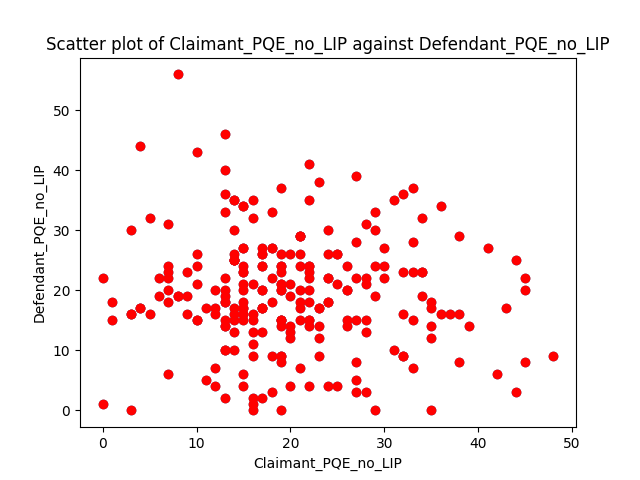 Scatter plot of Claimant_PQE_no_LIP against Defendant_PQE_no_LIP
50
40
30
20
10
0
Defendant_PQE_no_LIP
0 10 20 30 40 50
Claimant_PQE_no_LIP